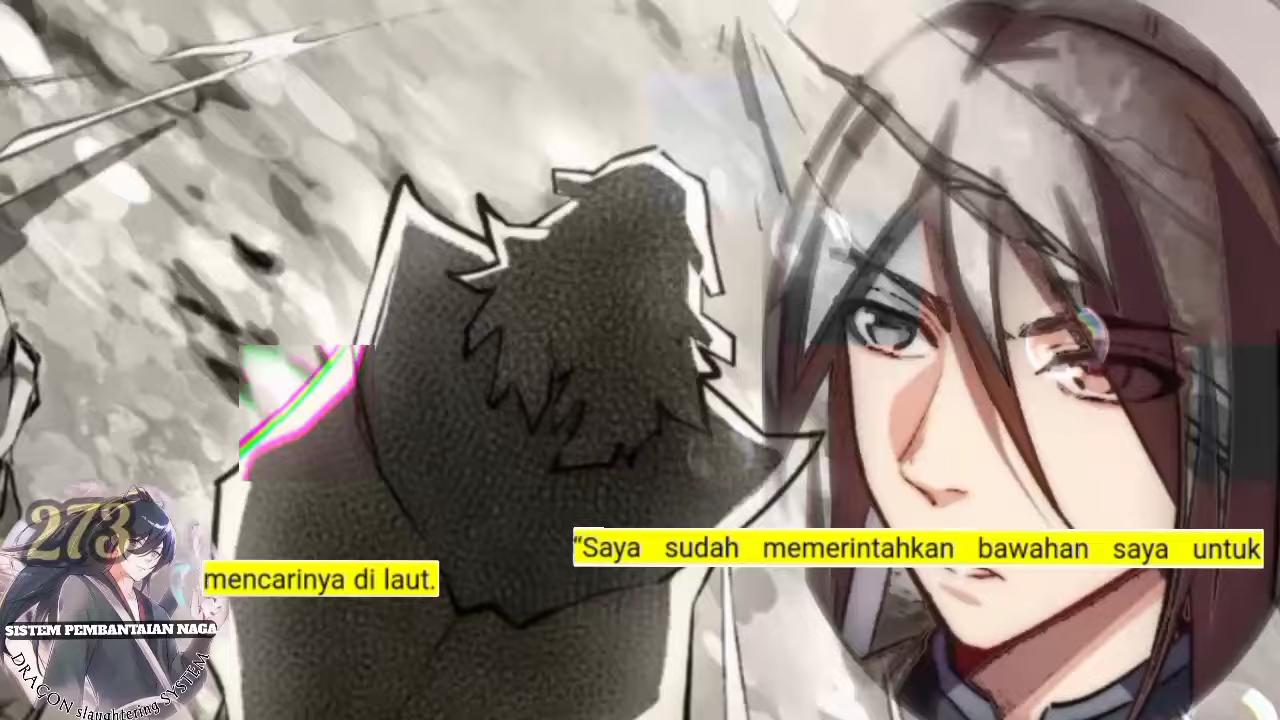 “Saya sudah memerintahkan bawahan saya untuk
mencarinya di laut.
273
SISTEM PEMBANTAIAN NAGA
DRAGON slaughtering SYSTEM